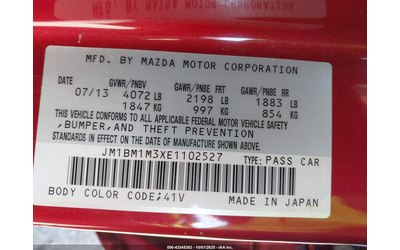 MFD. BY MAZDA MOTOR CORPORATION
DATE GVWR/PNBV GAWR/PNBE FRT GAWR/PNBE RR
07/13 4072 LB 2198 LB 1883 LB
1847 KG 997 KG 854 KG
THIS VEHICLE CONFORMS TO ALL APPLICABLE FEDERAL MOTOR VEHICLE SAFETY
,BUMPER,AND THEFT PREVENTION
STANDARDS IN EFFECT ON THE DATE OF MANUFACTURE SHOWN ABOVE.
JM1BM1M3XE1102527 TYPE:PASS CAR
BODY COLOR CODE:41V MADE IN JAPAN